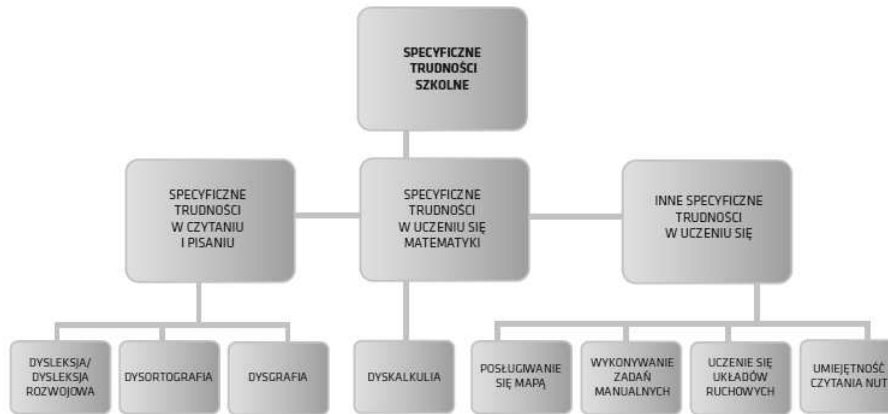 SPECYFICZNE
TRUDNOŚCI
SZKOLNE
SPECYFICZNE
TRUDNOŚCI
W CZYTANIU
I PISANIU
SPECYFICZNE
TRUDNOŚCI
W UCZENIU SIĘ
MATEMATYKI
INNE SPECYFICZNE
TRUDNOŚCI
W UCZENIU SIĘ
DYSLEKSJA/
DYSLEKSJA
ROZWOJOWA
DYSORTOGRAFIA
DYSGRAFIA
DYSKALKULIA
POSŁUGIWANIE
SIĘ MAPĄ
WYKONYWANIE
ZADAŃ
MANUALNYCH
UCZENIE SIĘ
UKŁADÓW
RUCHOWYCH
UMIEJĘTNOŚĆ
CZYTANIA NUT